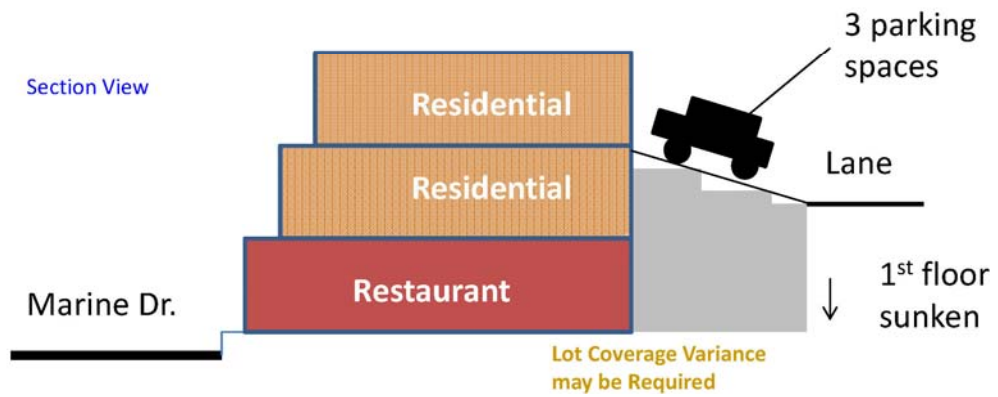 3 parking
spaces
Section View
Residential
Lane
Residential
1st floor
sunken
Restaurant
Marine Dr.
Lot Coverage Variance
may be Required